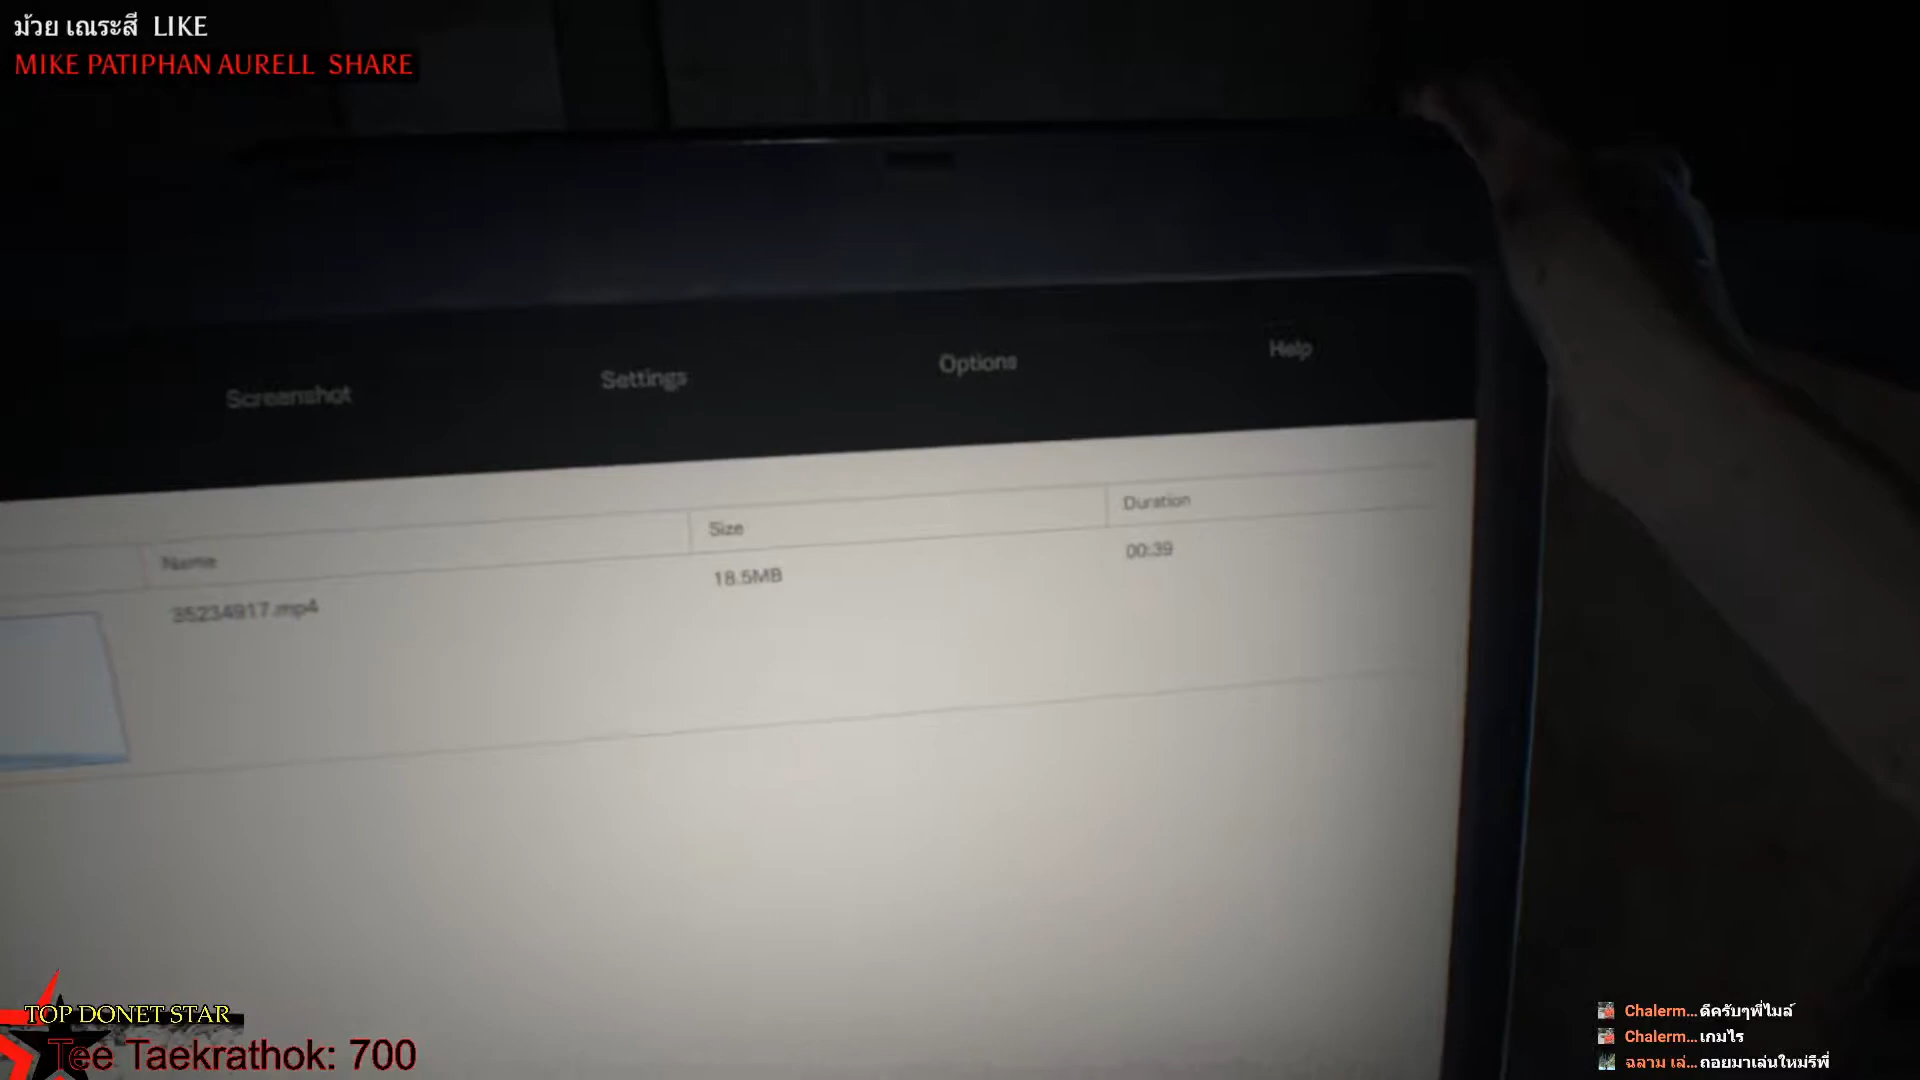 ม้วย เณระสี LIKE
MIKE PATIPHAN AURELL SHARE
Screenshot Settings Options Help
Name Size Duration
35234917.mp4 18.5MB 00:39
TOP DONET STAR
Tee Taekrathok: 700
Chalerm... ดีครับๆพี่ไมล์
Chalerm... เกมไร
ฉลาม เล่... ถอยมาเล่นใหม่รึพี่